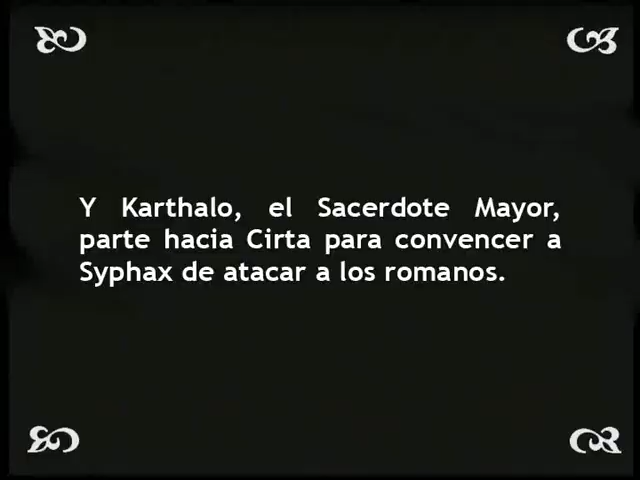 Y Karthalo, el Sacerdote Mayor,
parte hacia Cirta para convencer a
Syphax de atacar a los romanos.